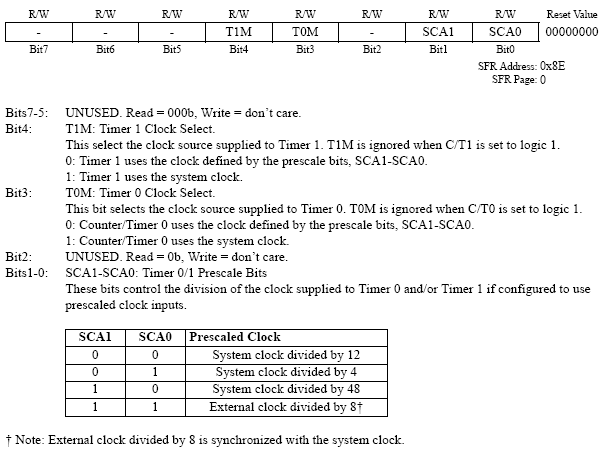 R/W R/W R/W R/W R/W R/W R/W R/W Reset Value
- - - T1M T0M - SCA1 SCA0 00000000
Bit7 Bit6 Bit5 Bit4 Bit3 Bit2 Bit1 Bit0
SFR Address: 0x8E
SFR Page: 0
Bits7-5: UNUSED. Read = 000b, Write = don’t care.
Bit4: T1M: Timer 1 Clock Select.
This select the clock source supplied to Timer 1. T1M is ignored when C/T1 is set to logic 1.
0: Timer 1 uses the clock defined by the prescale bits, SCA1-SCA0.
1: Timer 1 uses the system clock.
Bit3: T0M: Timer 0 Clock Select.
This bit selects the clock source supplied to Timer 0. T0M is ignored when C/T0 is set to logic 1.
0: Counter/Timer 0 uses the clock defined by the prescale bits, SCA1-SCA0.
1: Counter/Timer 0 uses the system clock.
Bit2: UNUSED. Read = 0b, Write = don’t care.
Bits1-0: SCA1-SCA0: Timer 0/1 Prescale Bits
These bits control the division of the clock supplied to Timer 0 and/or Timer 1 if configured to use
prescaled clock inputs.
SCA1 SCA0 Prescaled Clock
0 0 System clock divided by 12
0 1 System clock divided by 4
1 0 System clock divided by 48
1 1 External clock divided by 8†
† Note: External clock divided by 8 is synchronized with the system clock.